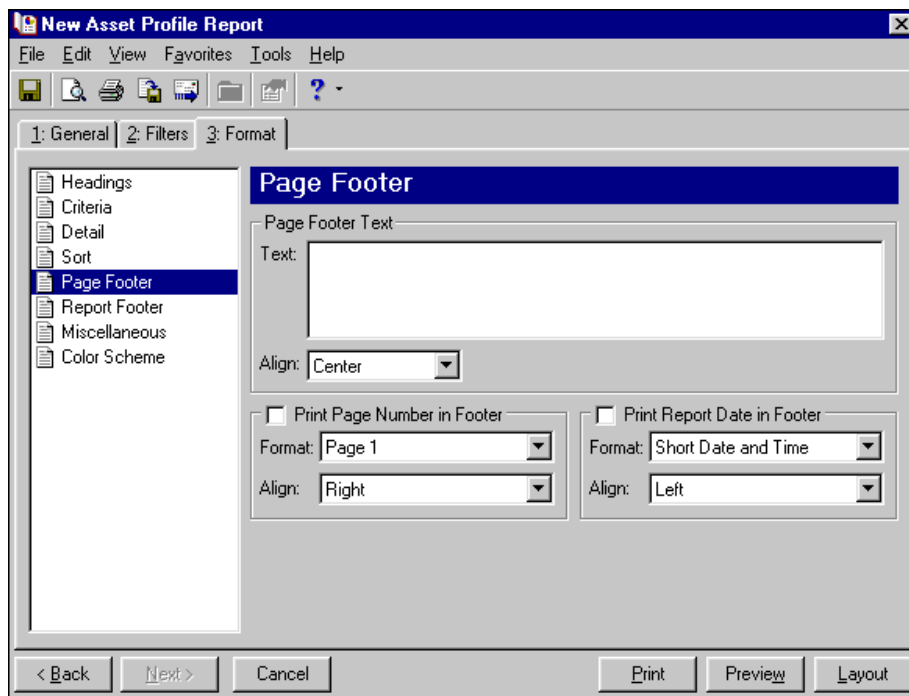 New Asset Profile Report
File Edit View Favorites Tools Help
1: General 2: Filters 3: Format
Headings
Criteria
Detail
Sort
Page Footer
Report Footer
Miscellaneous
Color Scheme
Page Footer
Page Footer Text
Text:
Align: Center
Print Page Number in Footer
Format: Page 1
Align: Right
Print Report Date in Footer
Format: Short Date and Time
Align: Left
< Back Next > Cancel Print Preview Layout